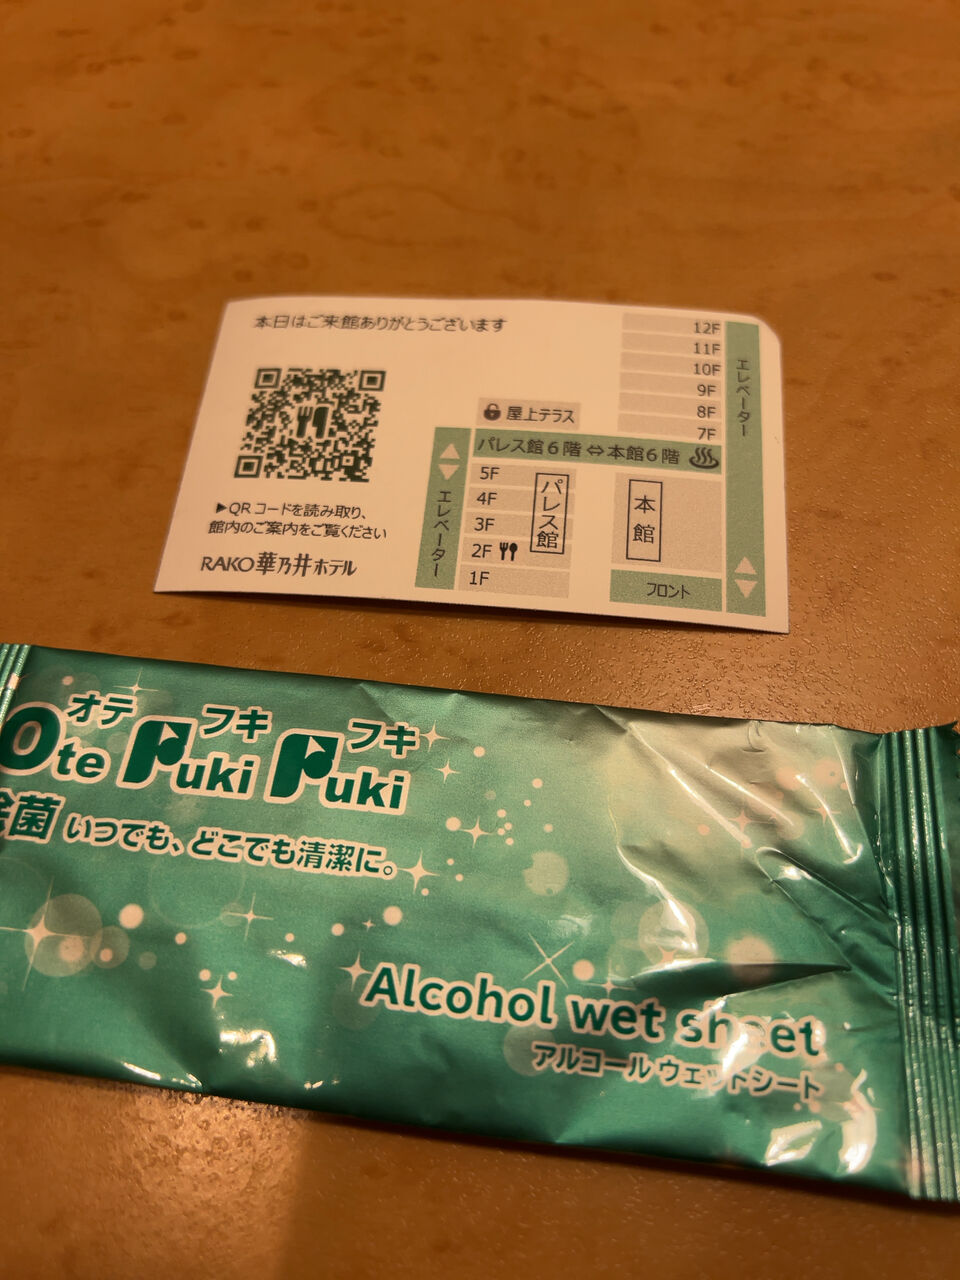 本日はご来館ありがとうございます
▶QRコードを読み取り、
館内のご案内をご覧ください
RAKO華乃井ホテル
12F
11F
10F
9F
8F
7F
エレベーター
屋上テラス
パレス館6階⇔本館6階
エレベーター
5F
4F
3F
2F
1F
パレス館
本館
フロント
オテ フキ フキ
Ote Puki Puki
除菌 いつでも、どこでも清潔に。
Alcohol wet sheet
アルコールウェットシート